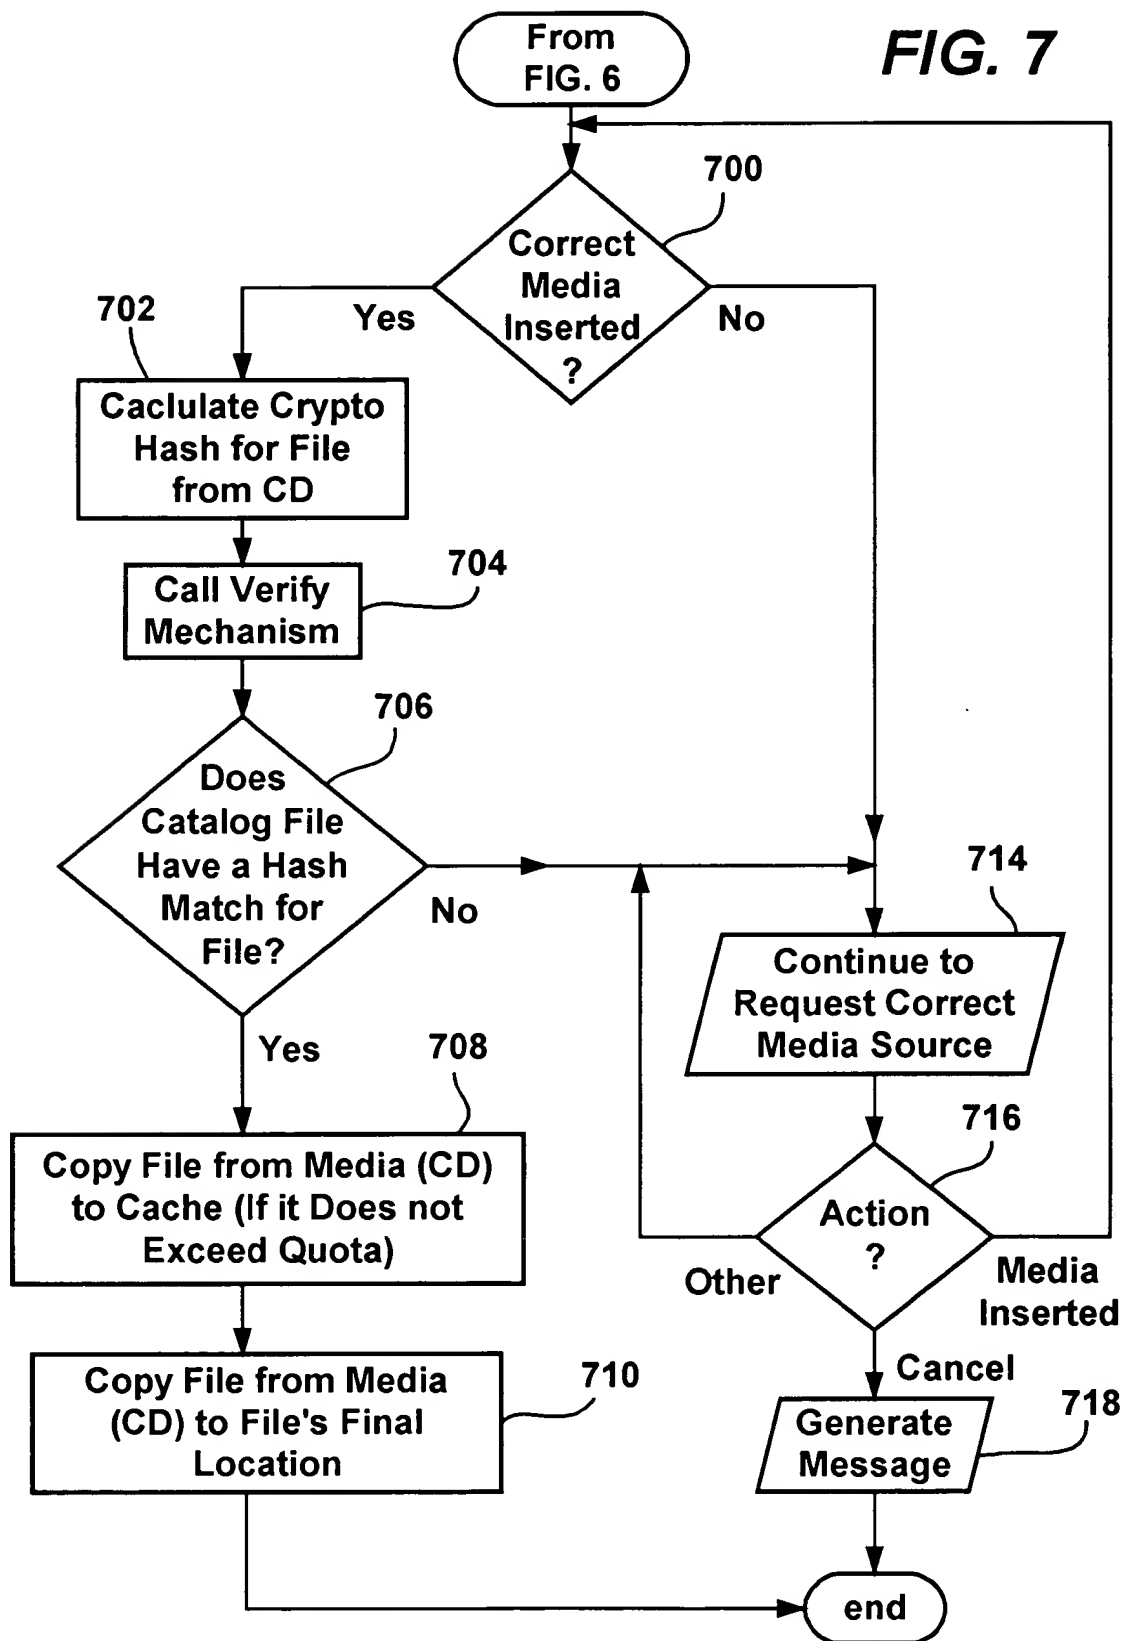 From
FIG. 6
FIG. 7
700
Correct
Media
Inserted
?
Yes
No
702
Caclulate Crypto
Hash for File
from CD
704
Call Verify
Mechanism
706
Does
Catalog File
Have a Hash
Match for
File?
No
Yes
714
Continue to
Request Correct
Media Source
708
Copy File from Media (CD)
to Cache (If it Does not
Exceed Quota)
716
Action
?
Other
Media
Inserted
Cancel
710
Copy File from Media
(CD) to File's Final
Location
718
Generate
Message
end